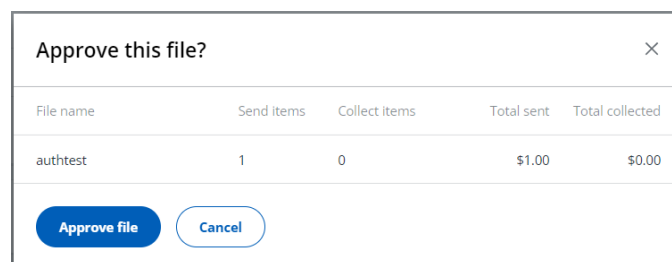 Approve this file?
File name Send items Collect items Total sent Total collected
authtest 1 0 $1.00 $0.00
Approve file Cancel